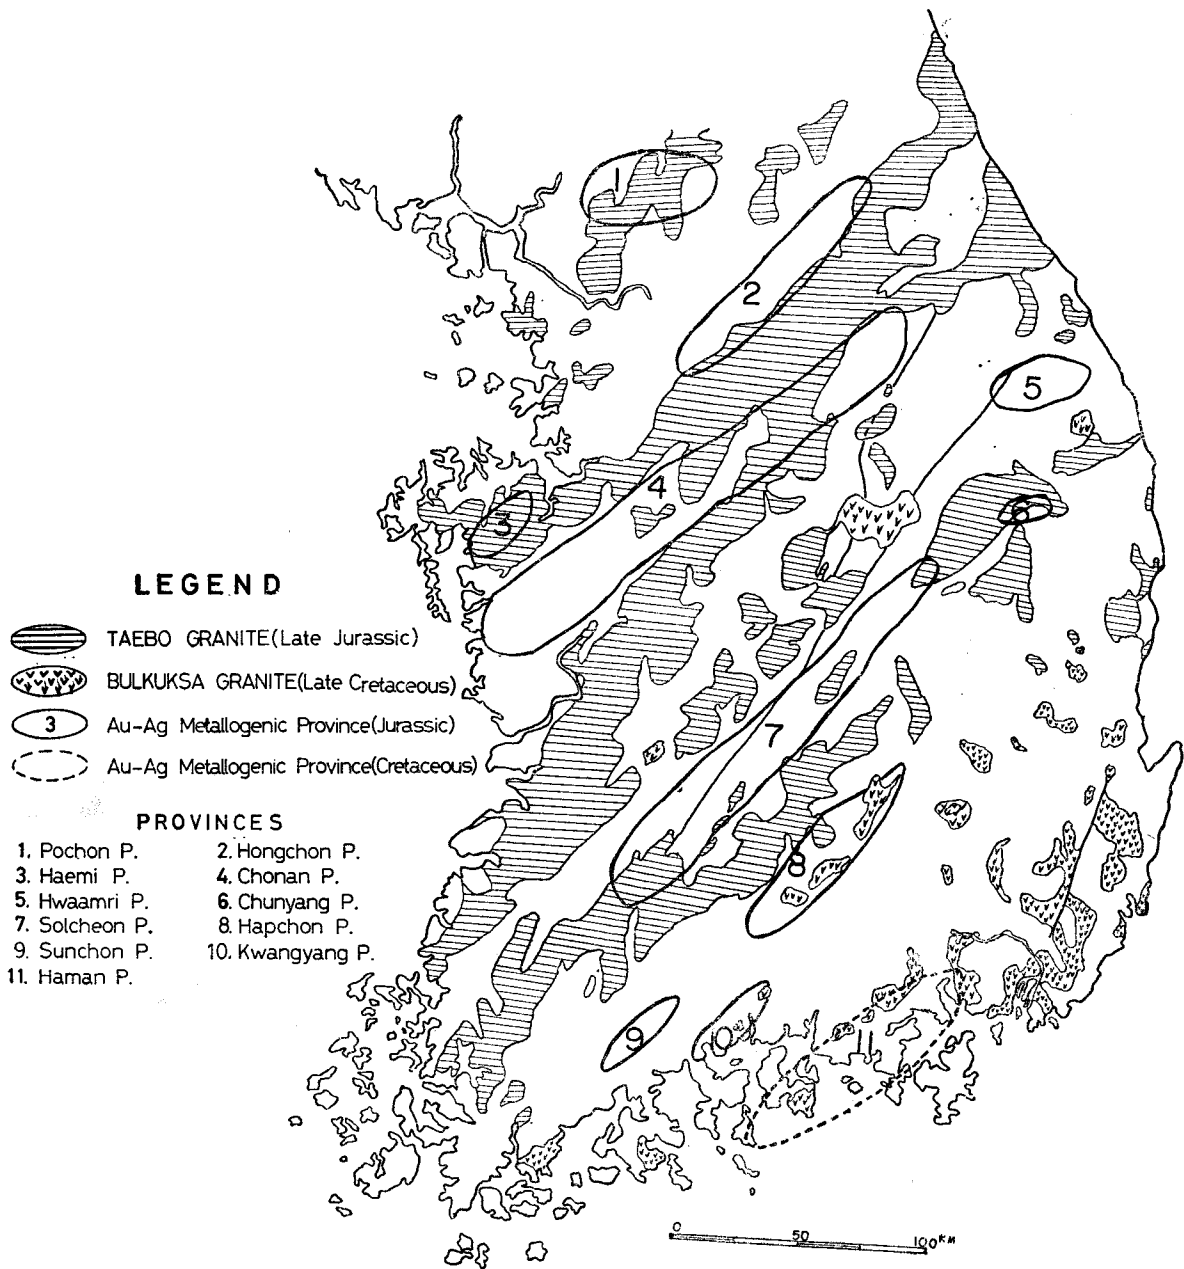 1
2
5
4
3
6
LEGEND
TAEBO GRANITE(Late Jurassic)
BULKUKSA GRANITE(Late Cretaceous)
3 Au-Ag Metallogenic Province(Jurassic)
Au-Ag Metallogenic Province(Cretaceous)
7
8
PROVINCES
1. Pochon P. 2. Hongchon P.
3. Haemi P. 4. Chonan P.
5. Hwaamri P. 6. Chunyang P.
7. Solcheon P. 8. Hapchon P.
9. Sunchon P. 10. Kwangyang P.
11. Haman P.
9
10
11
0 50 100 KM